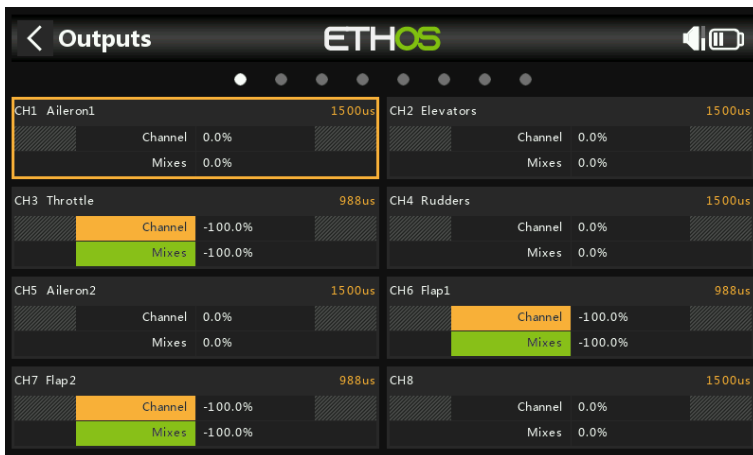 Outputs
ETHOS
CH1 Aileron1 1500us
Channel 0.0%
Mixes 0.0%
CH2 Elevators 1500us
Channel 0.0%
Mixes 0.0%
CH3 Throttle 988us
Channel -100.0%
Mixes -100.0%
CH4 Rudders 1500us
Channel 0.0%
Mixes 0.0%
CH5 Aileron2 1500us
Channel 0.0%
Mixes 0.0%
CH6 Flap1 988us
Channel -100.0%
Mixes -100.0%
CH7 Flap2 988us
Channel -100.0%
Mixes -100.0%
CH8 1500us
Channel 0.0%
Mixes 0.0%